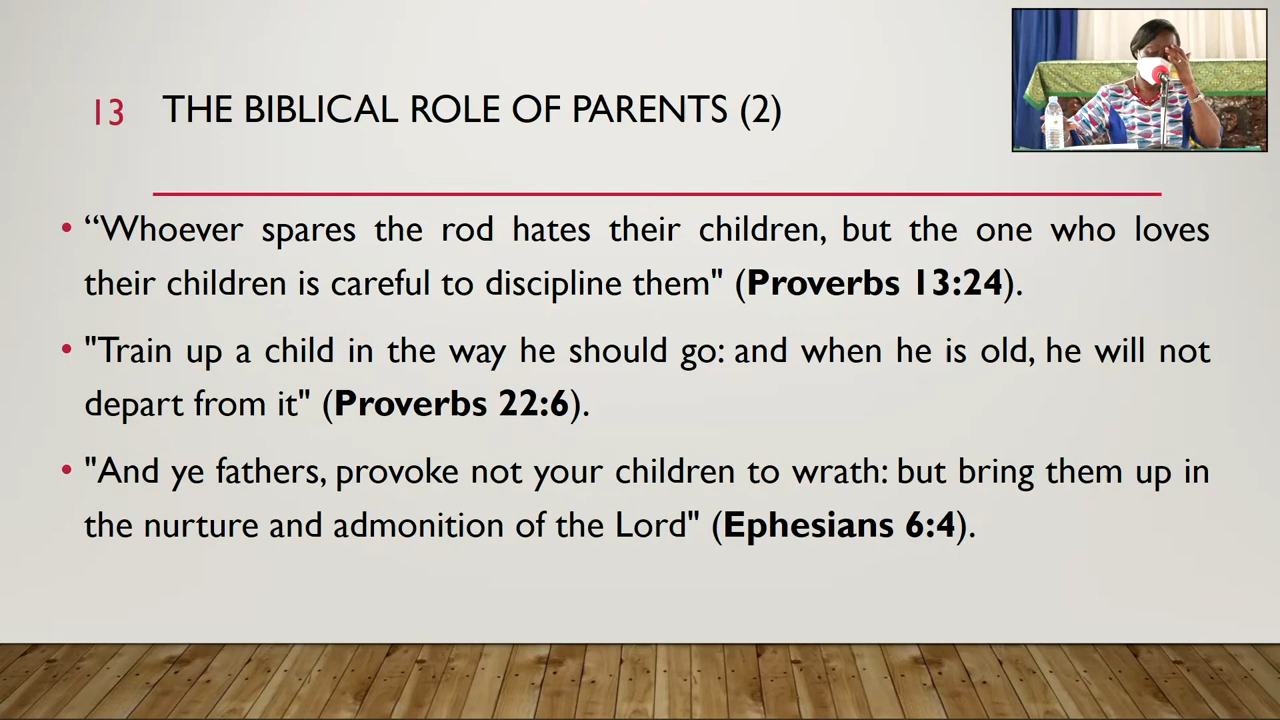 13 THE BIBLICAL ROLE OF PARENTS (2)
• “Whoever spares the rod hates their children, but the one who loves
their children is careful to discipline them" (Proverbs 13:24).
• "Train up a child in the way he should go: and when he is old, he will not
depart from it" (Proverbs 22:6).
• "And ye fathers, provoke not your children to wrath: but bring them up in
the nurture and admonition of the Lord" (Ephesians 6:4).